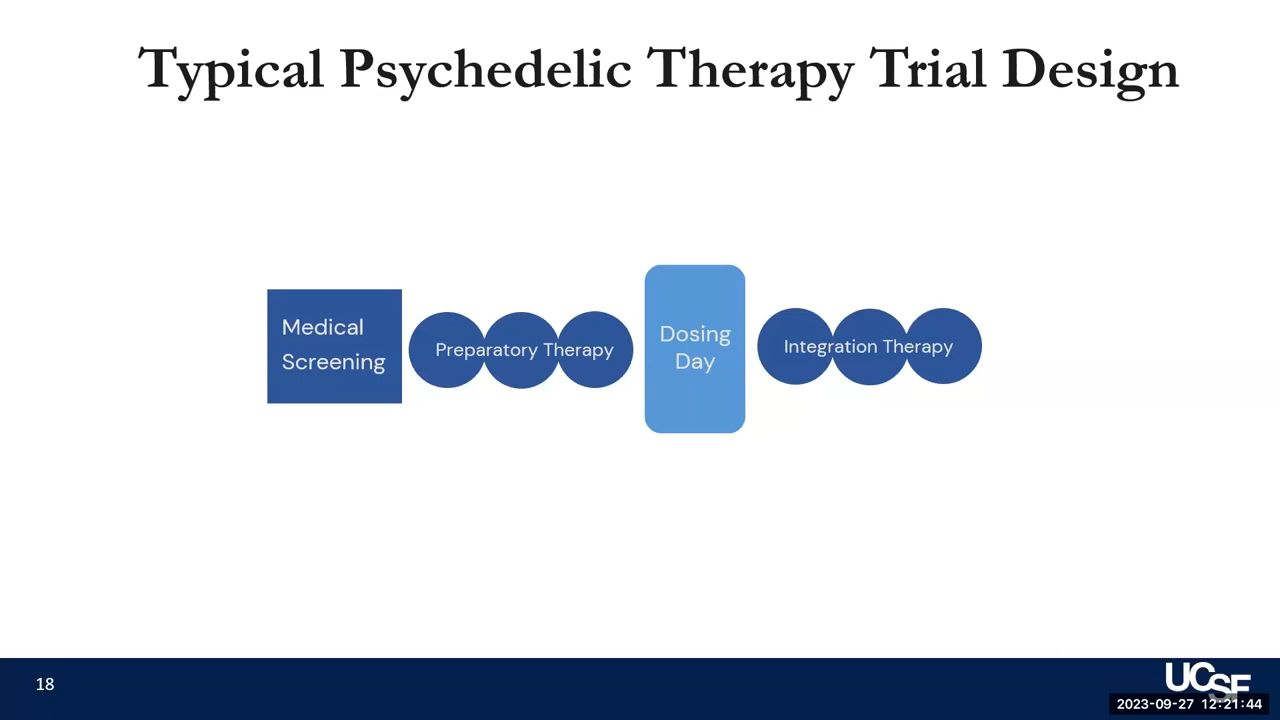 Typical Psychedelic Therapy Trial Design
Medical
Screening
Preparatory Therapy
Dosing
Day
Integration Therapy
18
UCSF
2023-09-27 12:21:44